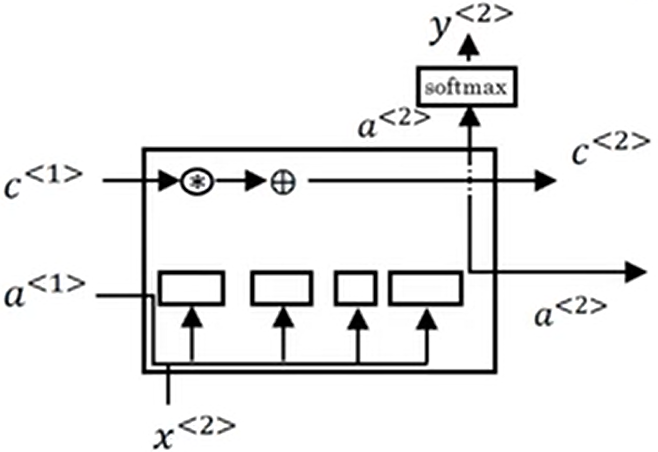 y<2>
softmax
a<2>
c<2>
c<1>
⊛
⊕
a<1>
a<2>
x<2>